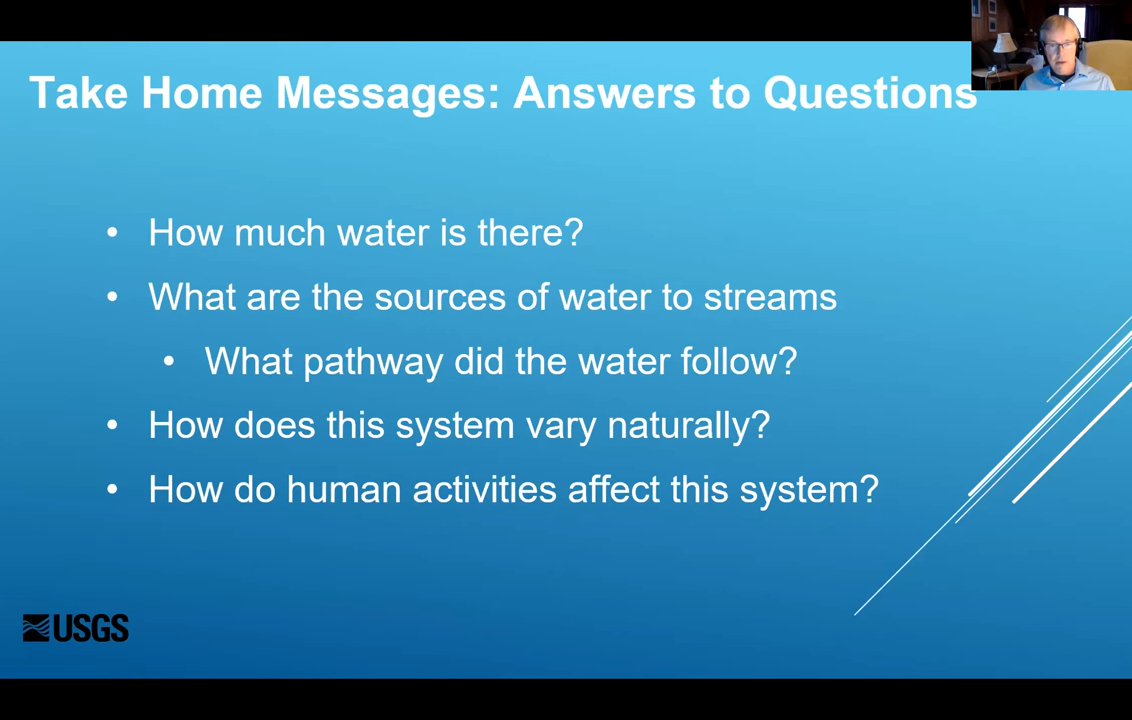 Take Home Messages: Answers to Questions
• How much water is there?
• What are the sources of water to streams
• What pathway did the water follow?
• How does this system vary naturally?
• How do human activities affect this system?
USGS